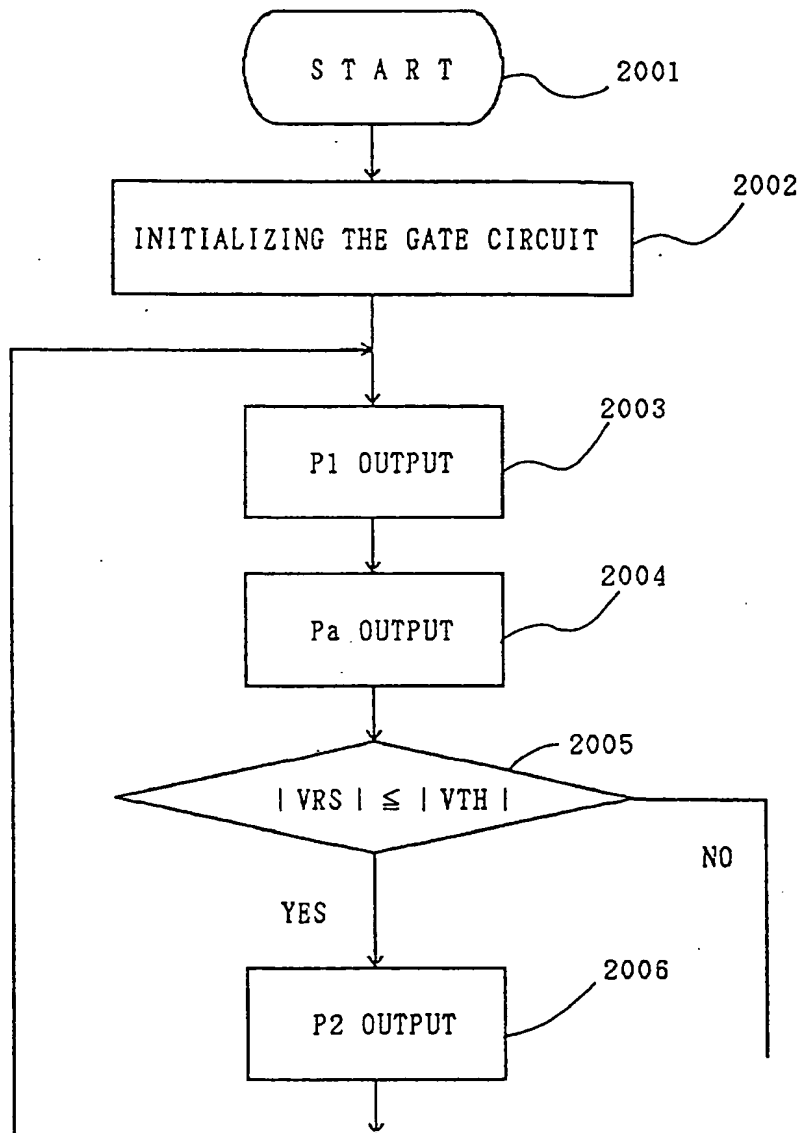 START
2001
2002
INITIALIZING THE GATE CIRCUIT
2003
P1 OUTPUT
2004
Pa OUTPUT
2005
| VRS | ≦ | VTH |
NO
YES
2006
P2 OUTPUT